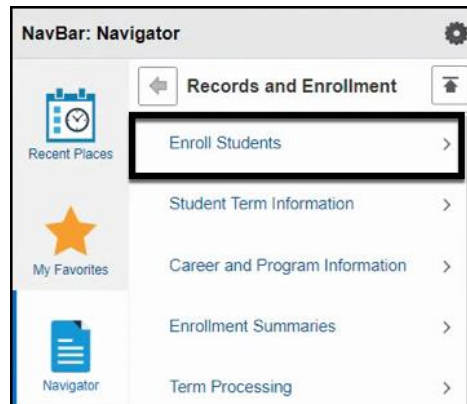 NavBar: Navigator
Records and Enrollment
Recent Places
Enroll Students
Student Term Information
My Favorites
Career and Program Information
Enrollment Summaries
Navigator
Term Processing